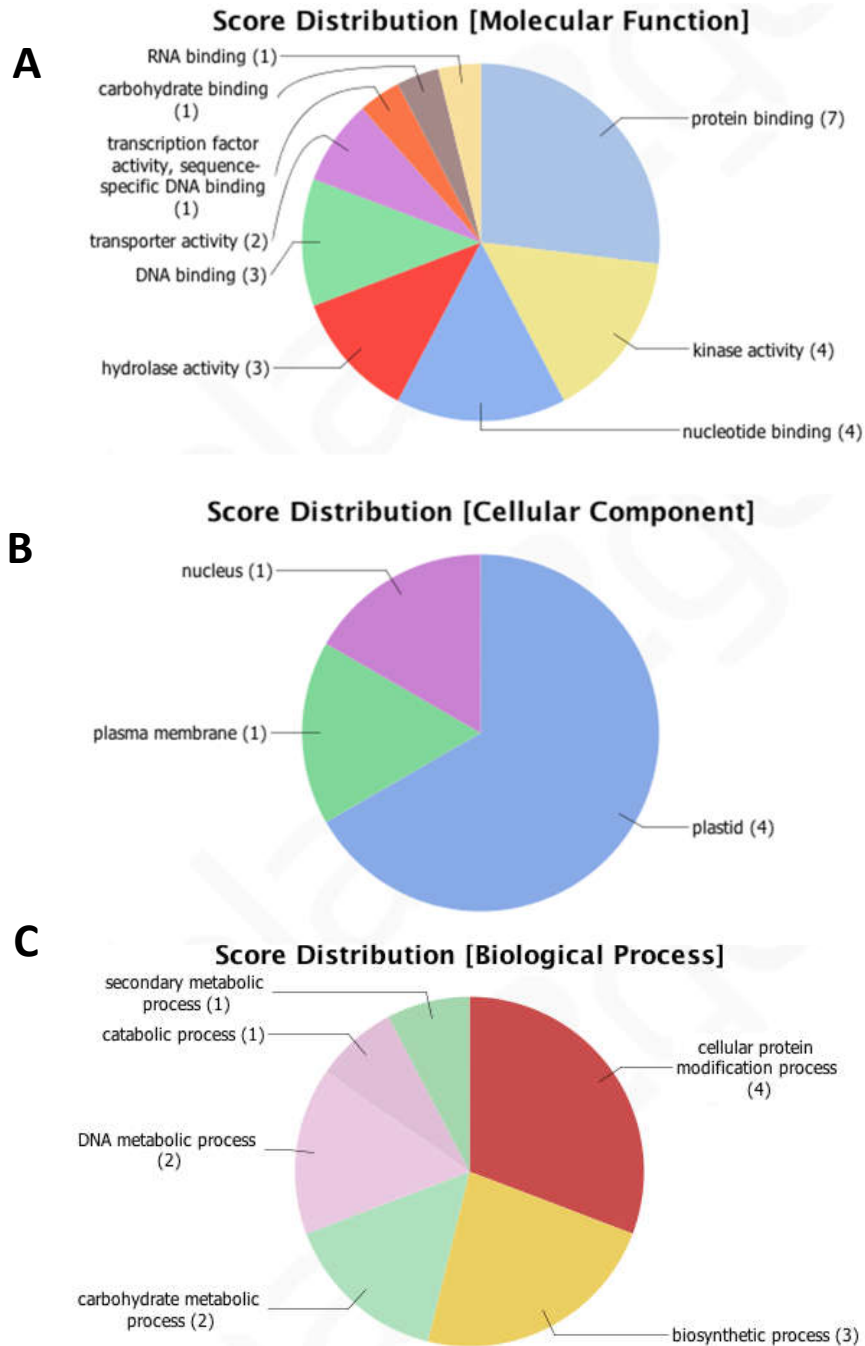 Score Distribution [Molecular Function]
A
RNA binding (1)
carbohydrate binding
(1)
transcription factor
activity, sequence-
specific DNA binding
(1)
transporter activity (2)
DNA binding (3)
hydrolase activity (3)
protein binding (7)
kinase activity (4)
nucleotide binding (4)
Score Distribution [Cellular Component]
B
nucleus (1)
plasma membrane (1)
plastid (4)
C
Score Distribution [Biological Process]
secondary metabolic
process (1)
catabolic process (1)
DNA metabolic process
(2)
carbohydrate metabolic
process (2)
cellular protein
modification process
(4)
biosynthetic process (3)